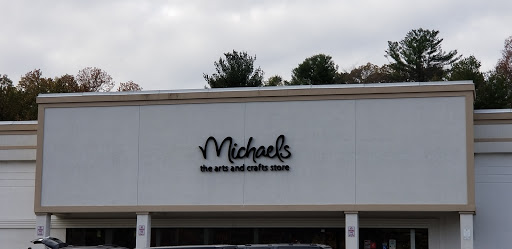 Michaels
the arts and crafts store